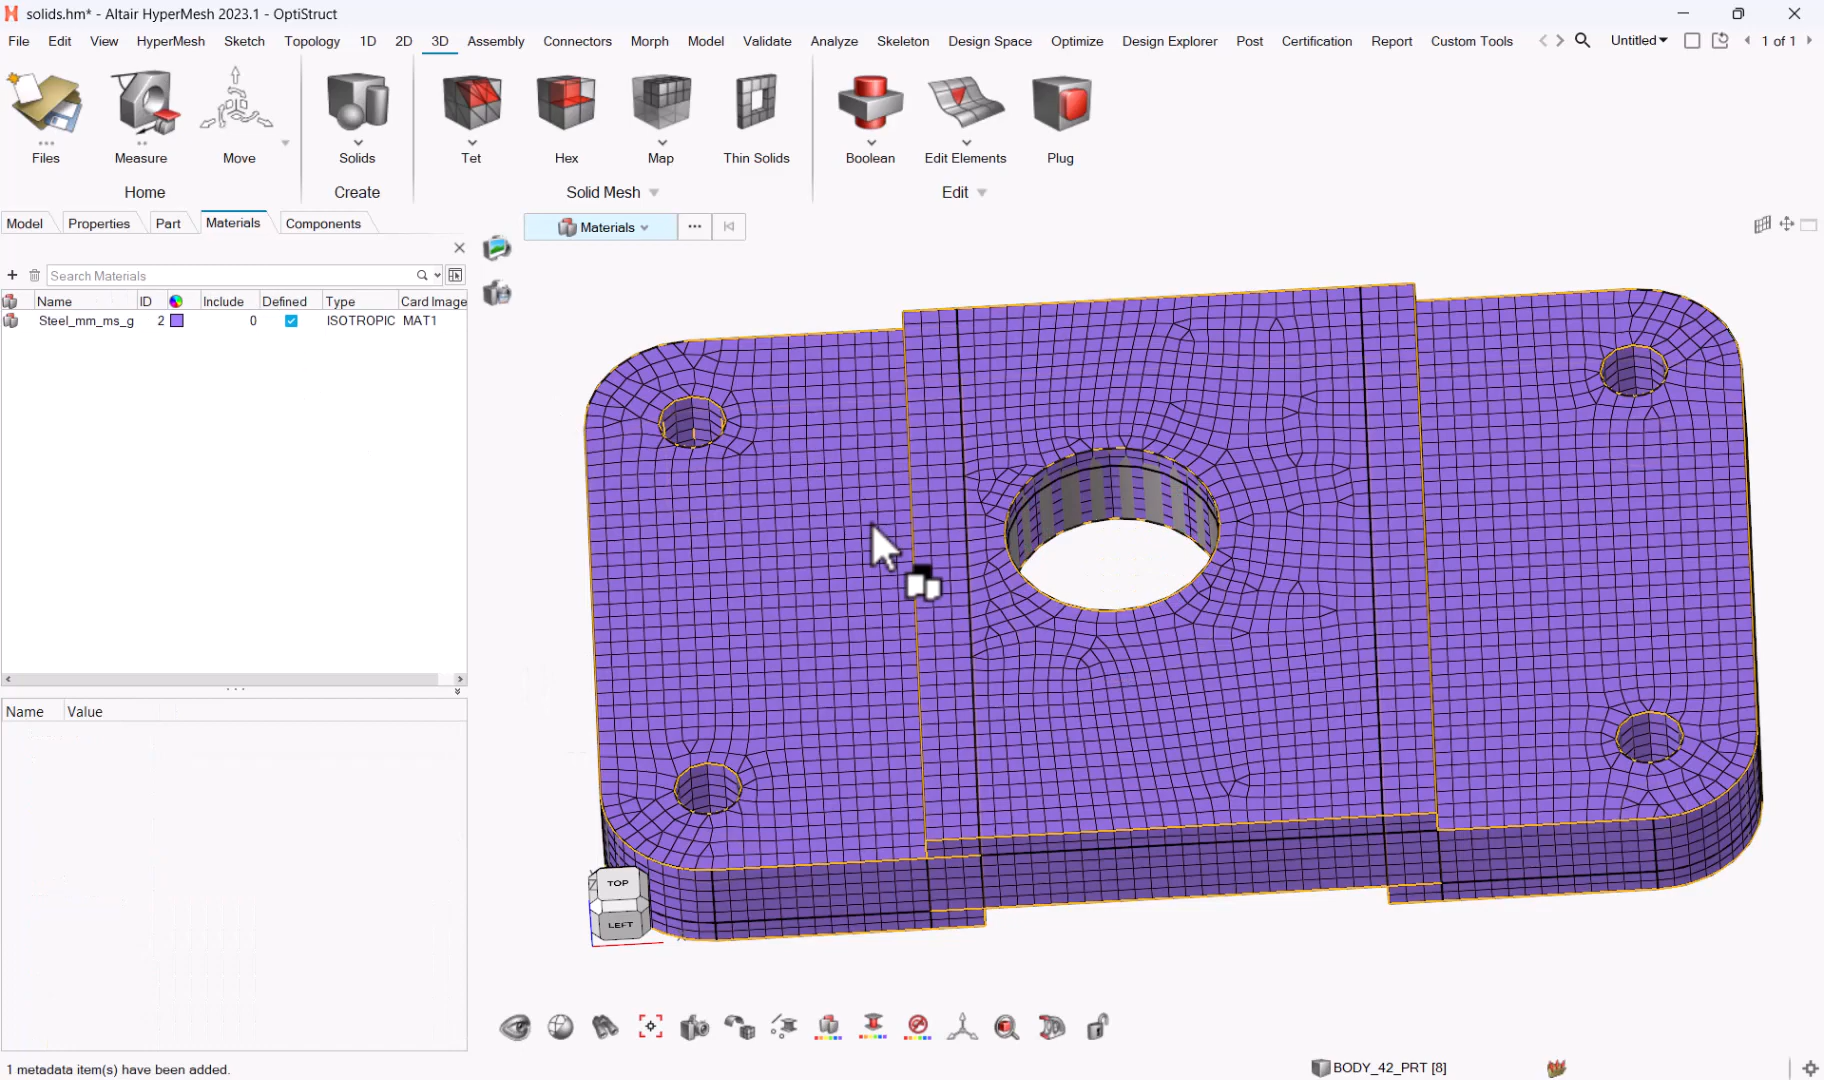 solids.hm* - Altair HyperMesh 2023.1 - OptiStruct
File Edit View HyperMesh Sketch Topology 1D 2D 3D Assembly Connectors Morph Model Validate Analyze Skeleton Design Space Optimize Design Explorer Post Certification Report Custom Tools Untitled 1 of 1
Files Measure Move Solids Tet Hex Map Thin Solids Boolean Edit Elements Plug
Home Create Solid Mesh Edit
Model Properties Part Materials Components
Materials
Search Materials
Name ID Include Defined Type Card Image
Steel_mm_ms_g 2 0 ISOTROPIC MAT1
Name Value
TOP
LEFT
1 metadata item(s) have been added.
BODY_42_PRT [8]